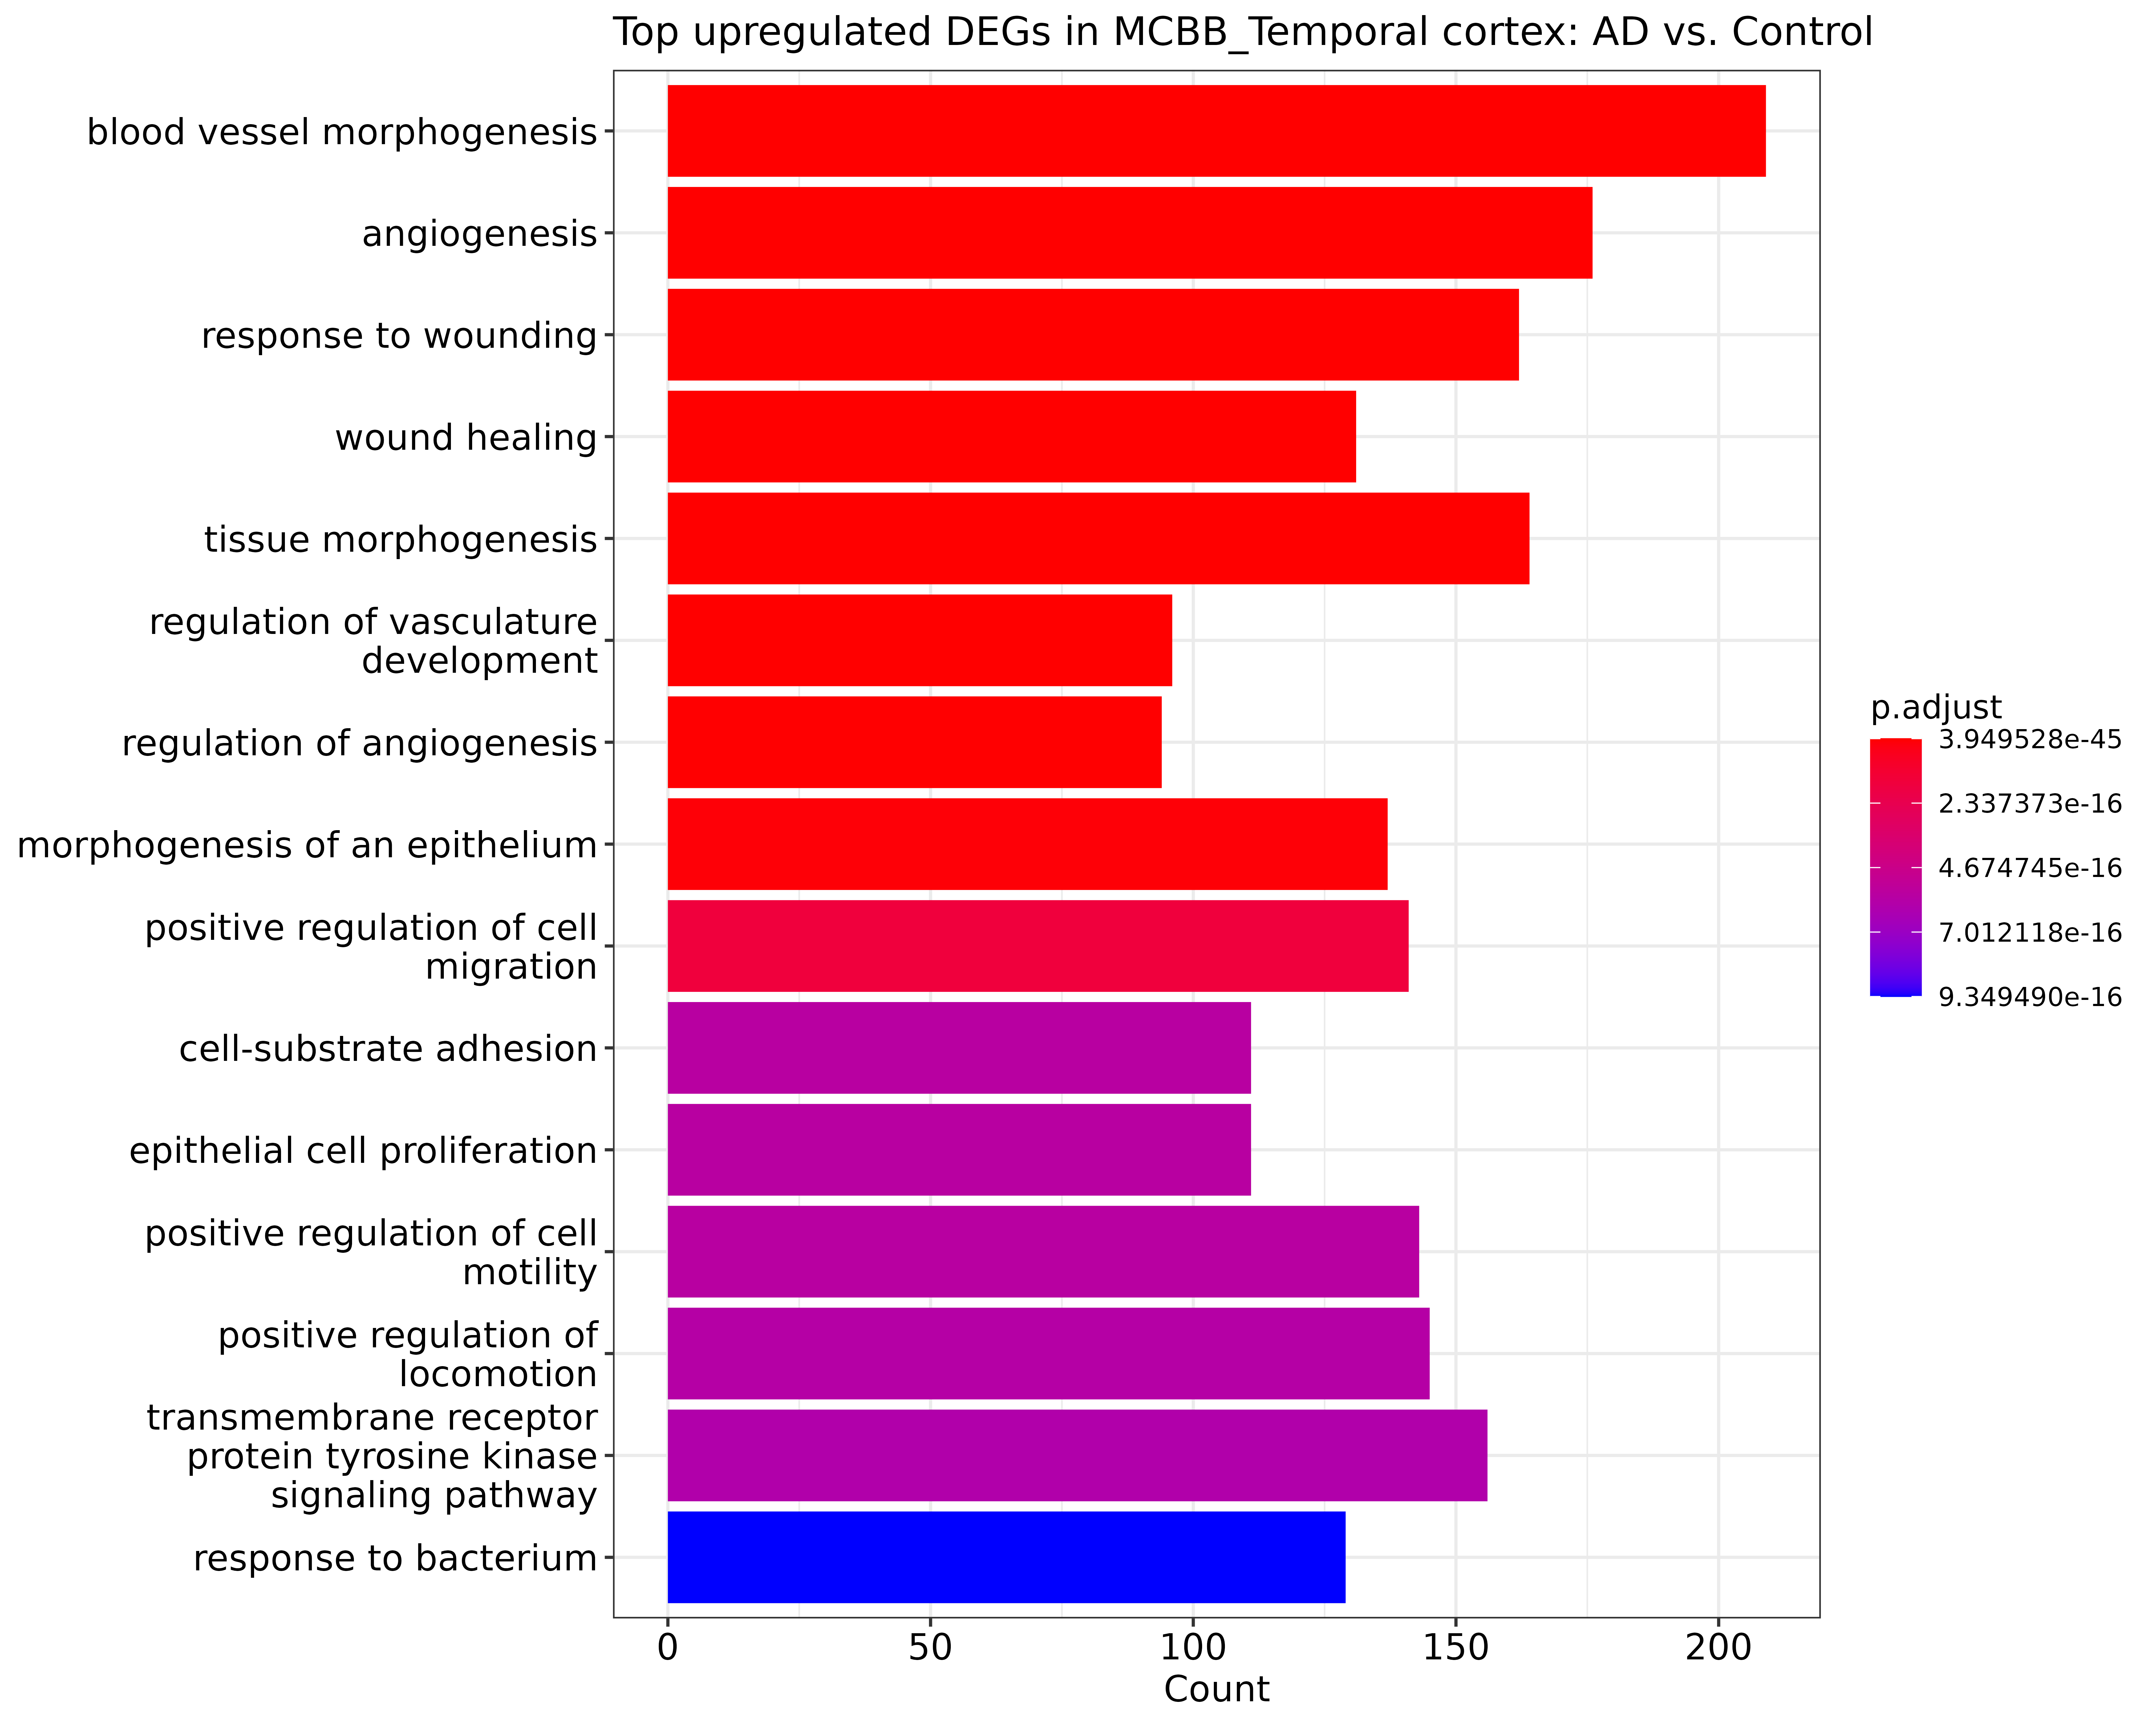 Top upregulated DEGs in MCBB_Temporal cortex: AD vs. Control
blood vessel morphogenesis
angiogenesis
response to wounding
wound healing
tissue morphogenesis
regulation of vasculature
development
regulation of angiogenesis
morphogenesis of an epithelium
positive regulation of cell
migration
cell-substrate adhesion
epithelial cell proliferation
positive regulation of cell
motility
positive regulation of
locomotion
transmembrane receptor
protein tyrosine kinase
signaling pathway
response to bacterium
0 50 100 150 200
Count
p.adjust
3.949528e-45
2.337373e-16
4.674745e-16
7.012118e-16
9.349490e-16